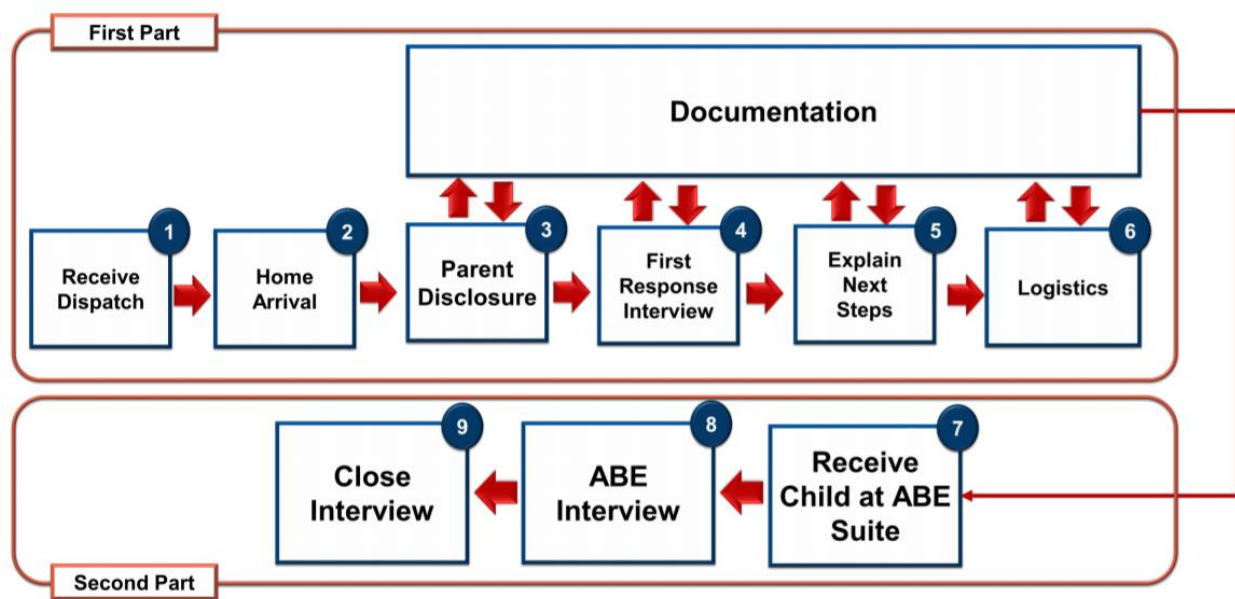 First Part
Documentation
1
Receive
Dispatch
2
Home
Arrival
3
Parent
Disclosure
4
First
Response
Interview
5
Explain
Next
Steps
6
Logistics
9
Close
Interview
8
ABE
Interview
7
Receive
Child at ABE
Suite
Second Part